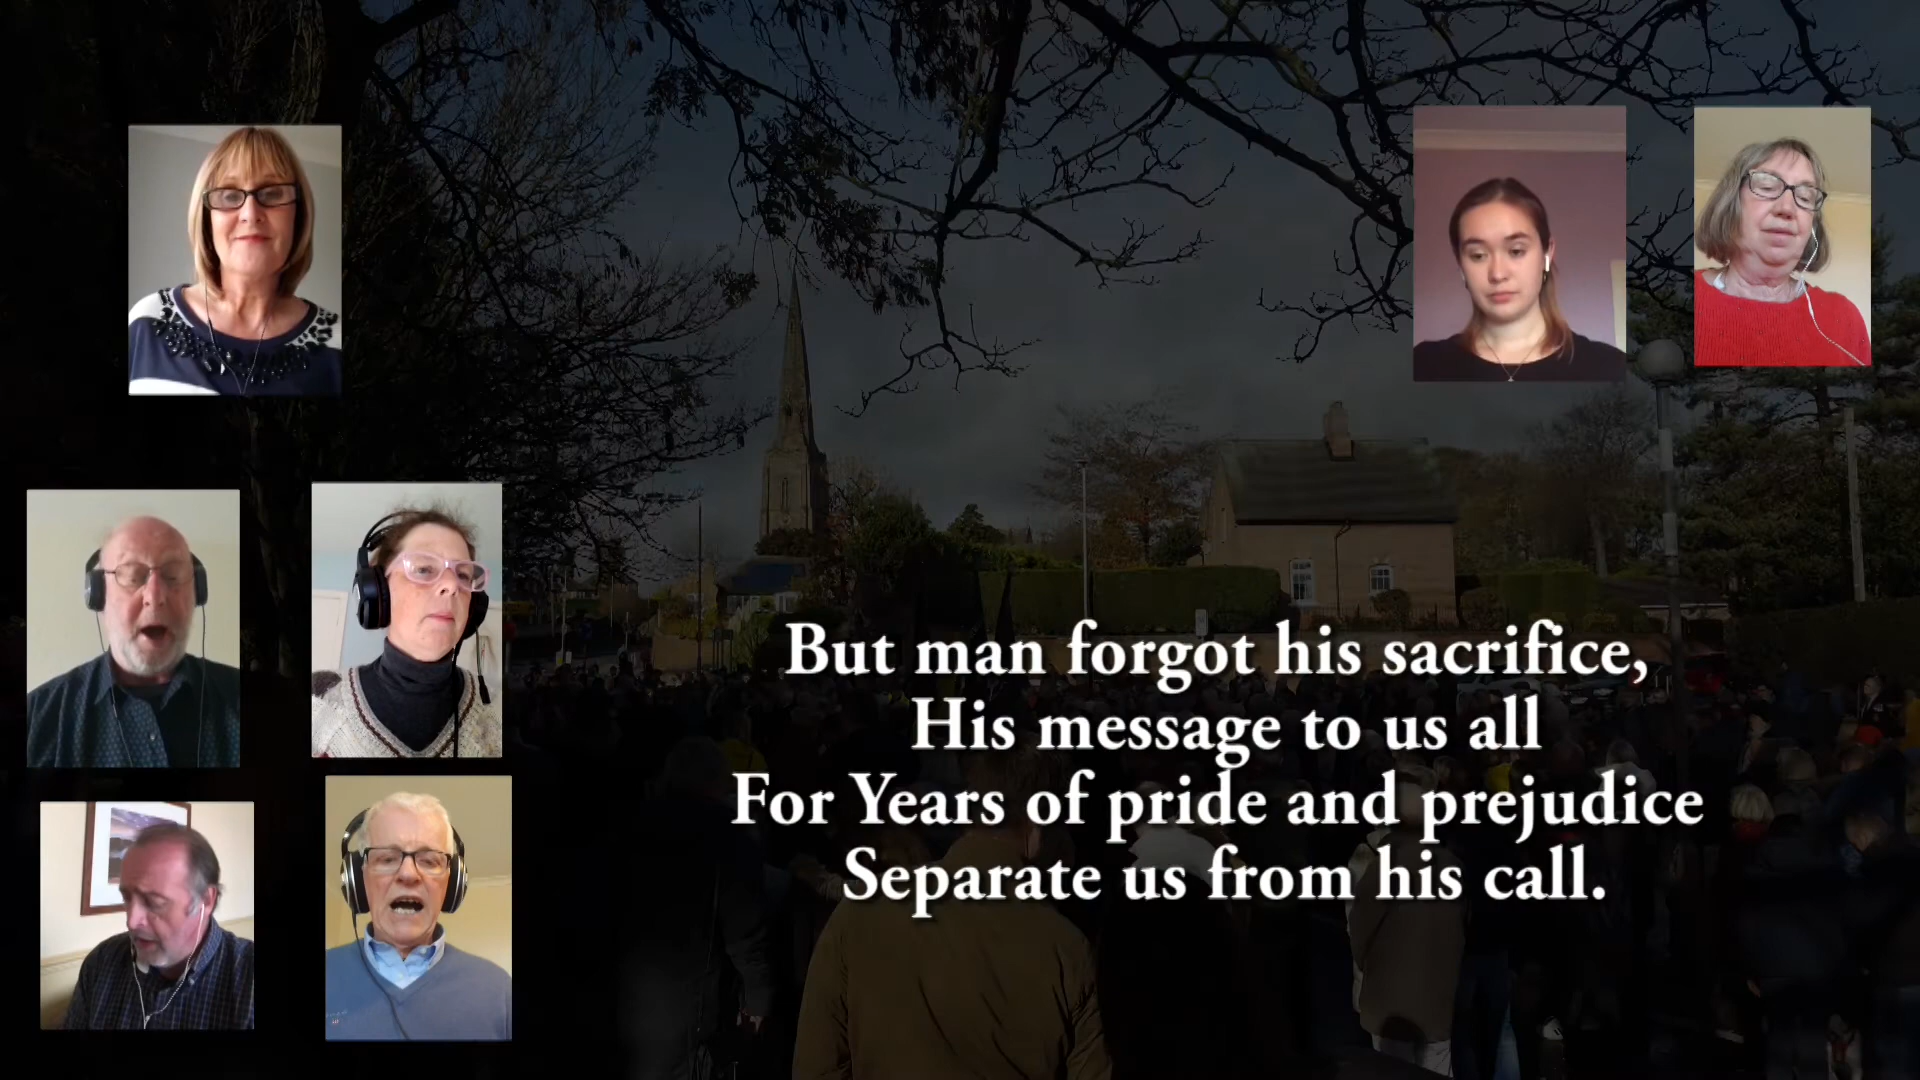 But man forgot his sacrifice,
His message to us all
For Years of pride and prejudice
Separate us from his call.